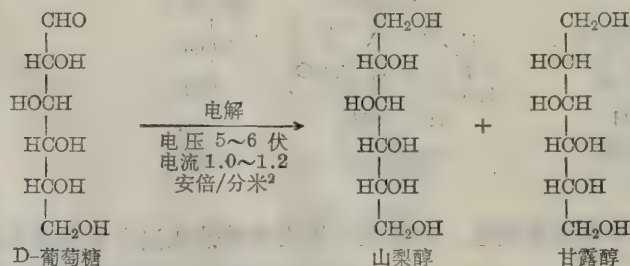 CHO
HCOH
HOCH
HCOH
HCOH
CH₂OH
D-葡萄糖
电解
电压 5~6 伏
电流 1.0~1.2
安倍/分米²
CH₂OH
HCOH
HOCH
HCOH
HCOH
CH₂OH
山梨醇
+
CH₂OH
HOCH
HOCH
HCOH
HCOH
CH₂OH
甘露醇